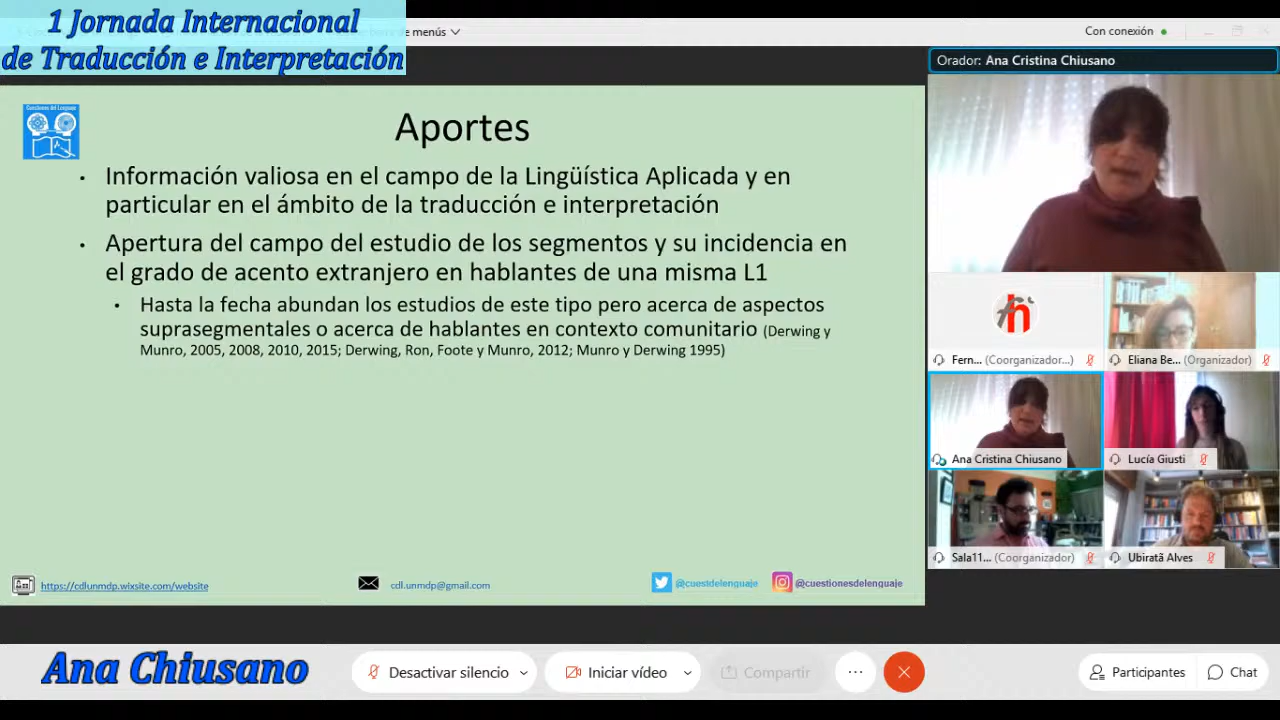 1 Jornada Internacional
de Traducción e Interpretación
de menús
Con conexión
Orador: Ana Cristina Chiusano
Cuestiones del Lenguaje
Aportes
• Información valiosa en el campo de la Lingüística Aplicada y en
particular en el ámbito de la traducción e interpretación
• Apertura del campo del estudio de los segmentos y su incidencia en
el grado de acento extranjero en hablantes de una misma L1
• Hasta la fecha abundan los estudios de este tipo pero acerca de aspectos
suprasegmentales o acerca de hablantes en contexto comunitario (Derwing y
Munro, 2005, 2008, 2010, 2015; Derwing, Ron, Foote y Munro, 2012; Munro y Derwing 1995)
https://cdlunmdp.wixsite.com/website
cdl.unmdp@gmail.com
@cuestdelenguaje
@cuestionesdelenguaje
fh
Fern... (Coorganizador...)
Eliana Be... (Organizador)
Ana Cristina Chiusano
Lucía Giusti
Sala11... (Coorganizador)
Ubiratã Alves
Ana Chiusano
Desactivar silencio
Iniciar vídeo
Compartir
...
Participantes
Chat